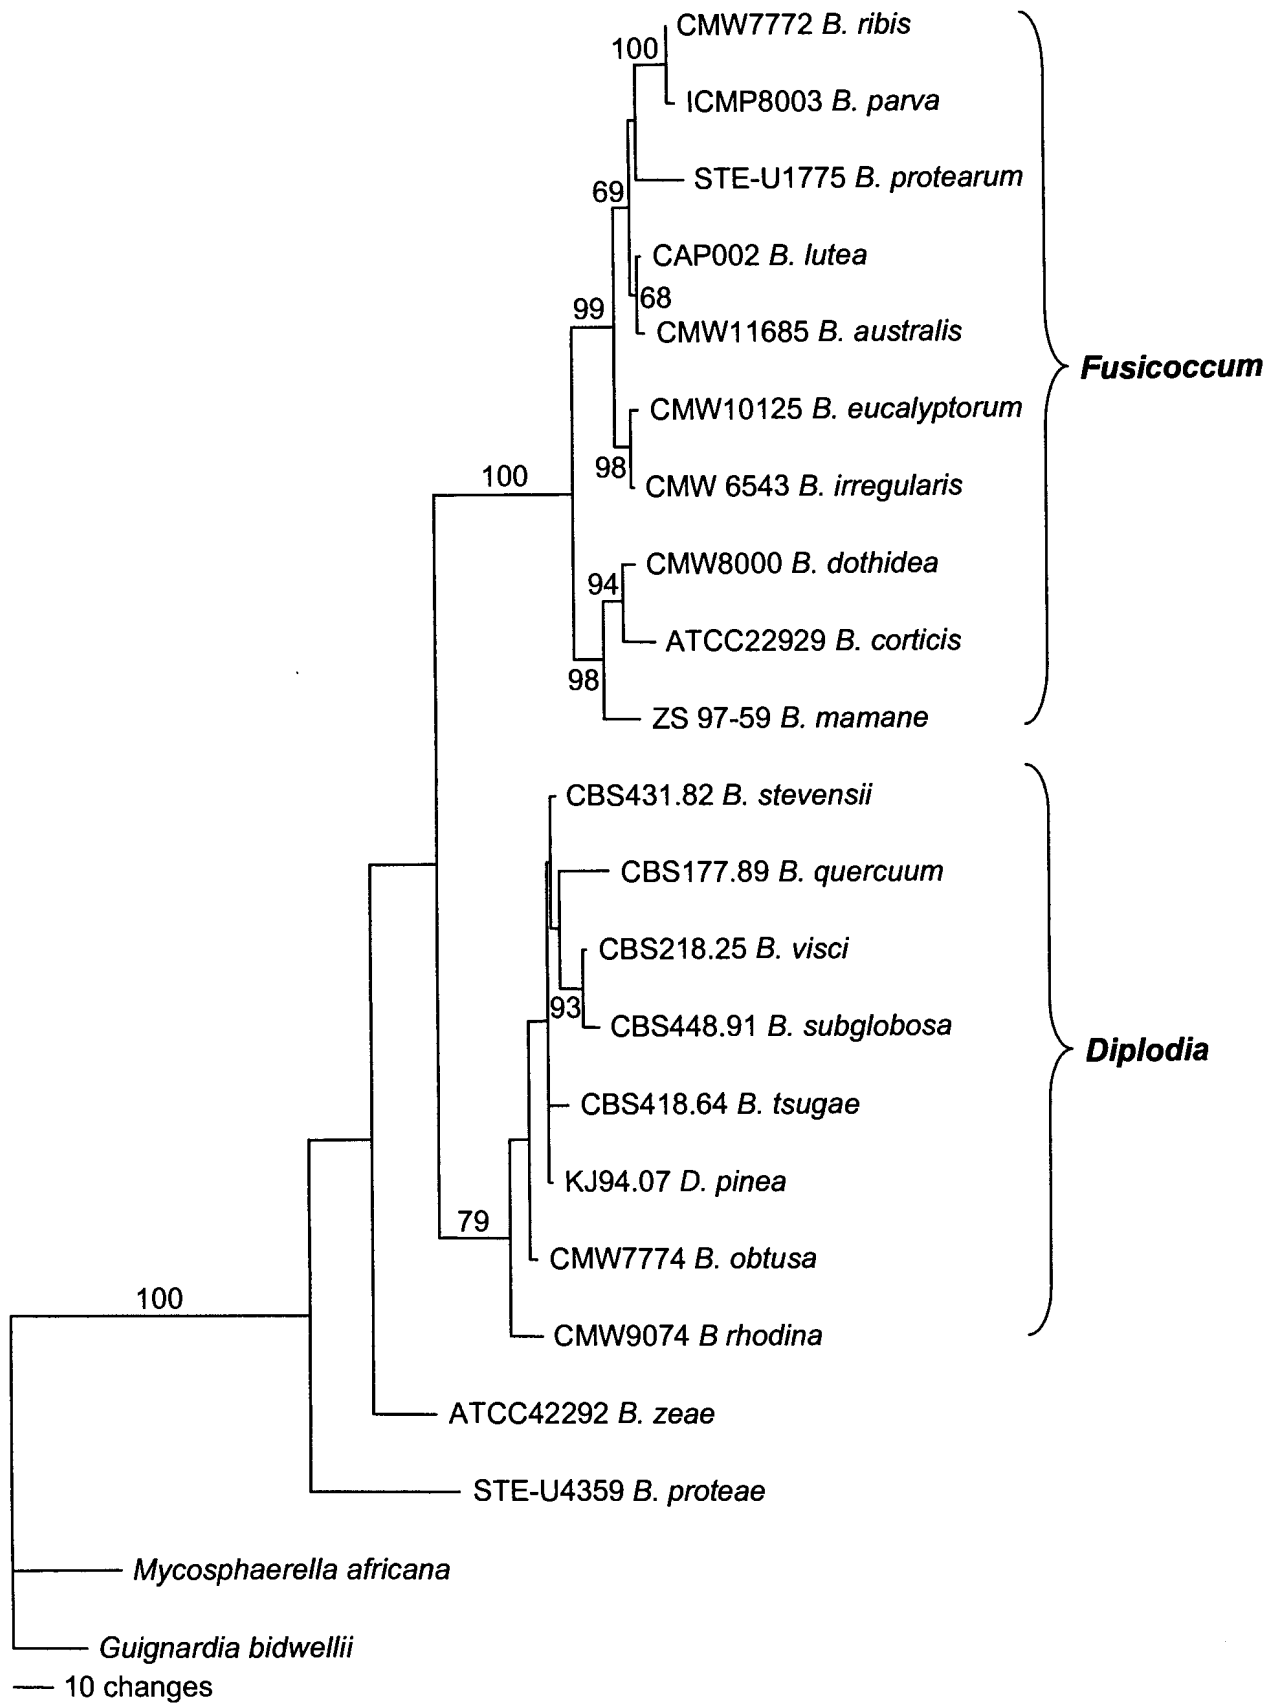 CMW7772 B. ribis
100
ICMP8003 B. parva
STE-U1775 B. protearum
69
CAP002 B. lutea
68
99
CMW11685 B. australis
Fusicoccum
CMW10125 B. eucalyptorum
98
CMW 6543 B. irregularis
100
CMW8000 B. dothidea
94
ATCC22929 B. corticis
98
ZS 97-59 B. mamane
CBS431.82 B. stevensii
CBS177.89 B. quercuum
CBS218.25 B. visci
93
CBS448.91 B. subglobosa
Diplodia
CBS418.64 B. tsugae
KJ94.07 D. pinea
79
CMW7774 B. obtusa
100
CMW9074 B rhodina
ATCC42292 B. zeae
STE-U4359 B. proteae
Mycosphaerella africana
Guignardia bidwellii
10 changes